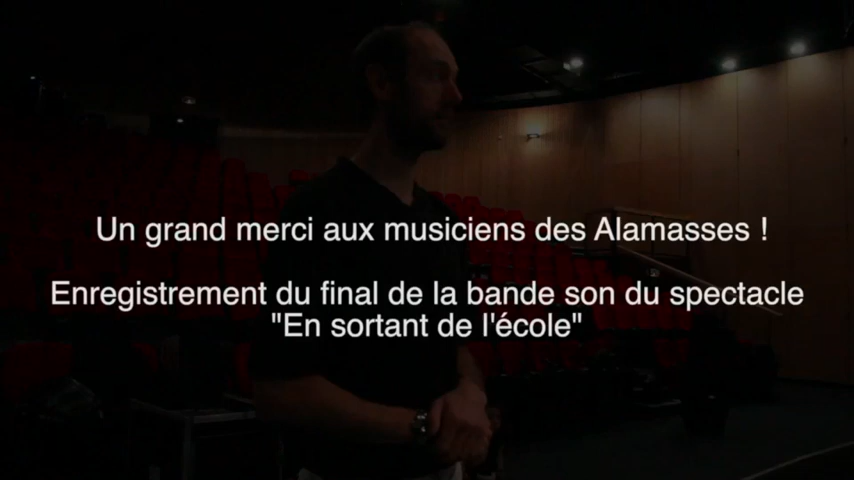 Un grand merci aux musiciens des Alamasses !
Enregistrement du final de la bande son du spectacle
"En sortant de l'école"